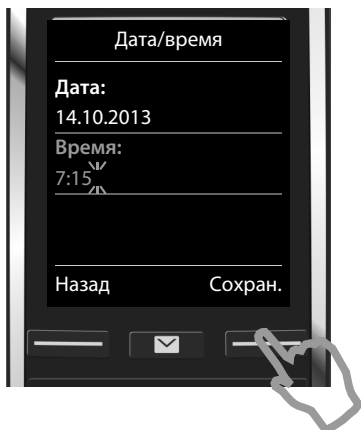 Дата/время
Дата:
14.10.2013
Время:
7:15
Назад Сохран.